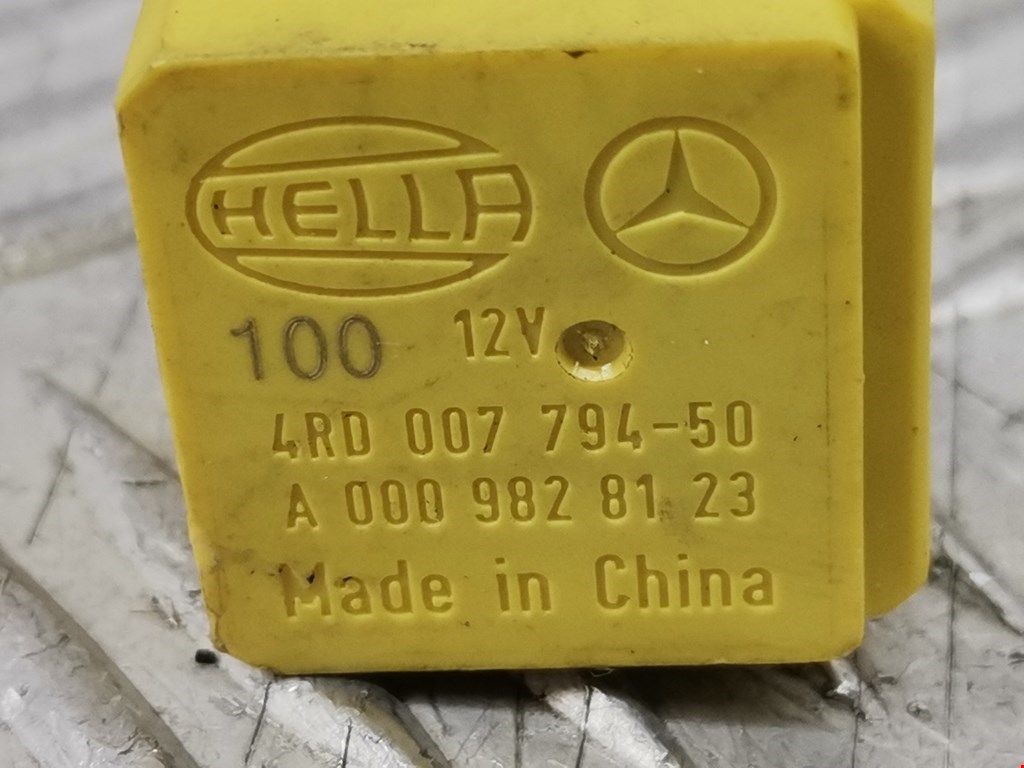 HELLA
100 12V
4RD 007 794-50
A 000 982 81 23
Made in China